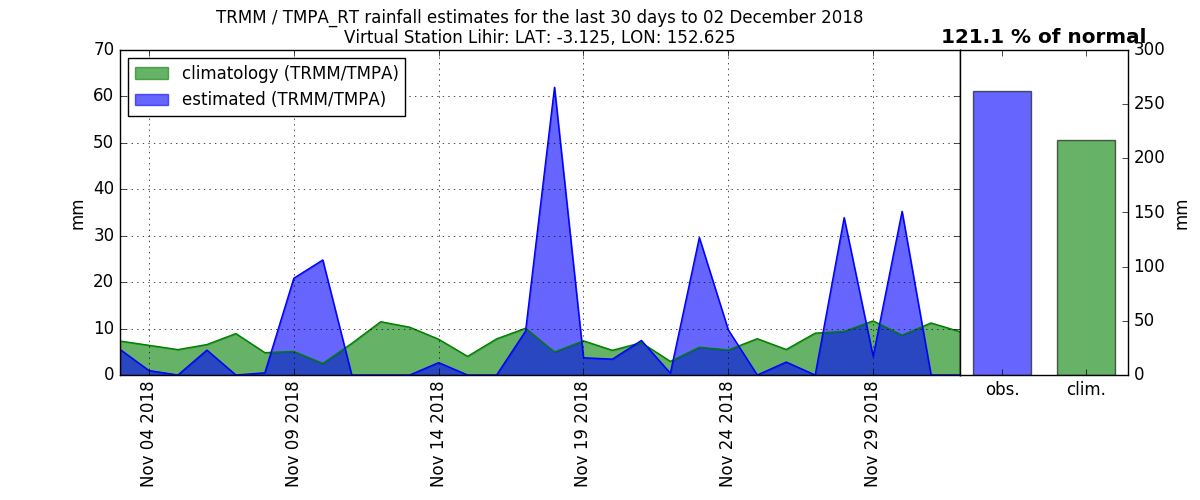 TRMM / TMPA_RT rainfall estimates for the last 30 days to 02 December 2018
Virtual Station Lihir: LAT: -3.125, LON: 152.625
121.1 % of normal
climatology (TRMM/TMPA)
estimated (TRMM/TMPA)
70
60
50
40
30
20
10
0
mm
Nov 04 2018
Nov 09 2018
Nov 14 2018
Nov 19 2018
Nov 24 2018
Nov 29 2018
obs.
clim.
300
250
200
150
100
50
0
mm